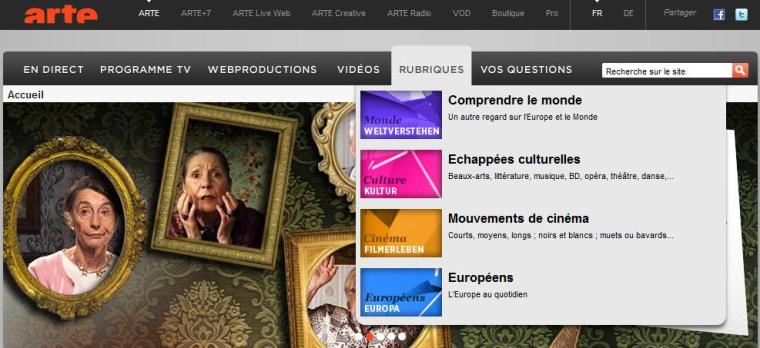 arte
ARTE ARTE+7 ARTE Live Web ARTE Creative ARTE Radio VOD Boutique Pro FR DE Partager
EN DIRECT PROGRAMME TV WEBPRODUCTIONS VIDÉOS RUBRIQUES VOS QUESTIONS Recherche sur le site
Accueil
Monde
WELTVERSTEHEN
Comprendre le monde
Un autre regard sur l'Europe et le Monde
Culture
KULTUR
Echappées culturelles
Beaux-arts, littérature, musique, BD, opéra, théâtre, danse,...
Cinéma
FILMERLEBEN
Mouvements de cinéma
Courts, moyens, longs ; noirs et blancs ; muets ou bavards...
Européens
EUROPA
Européens
L'Europe au quotidien